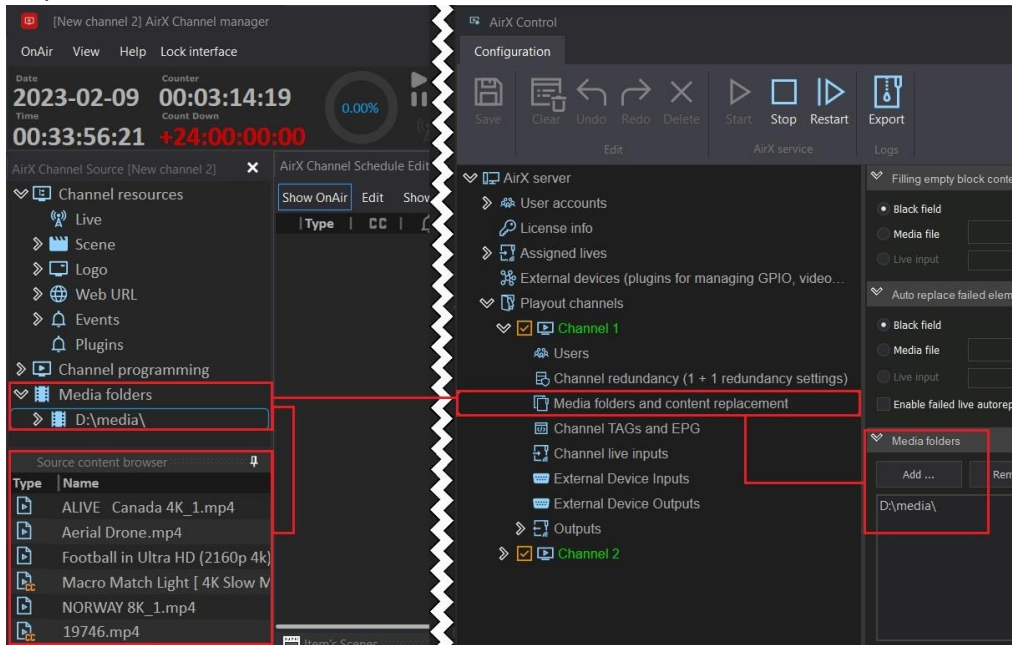 [New channel 2] AirX Channel manager
OnAir View Help Lock interface
Date Counter
2023-02-09 00:03:14:19
Time Count Down
00:33:56:21 +24:00:00:00
0.00%
AirX Channel Source [New channel 2]
Channel resources
Live
Scene
Logo
Web URL
Events
Plugins
Channel programming
Media folders
D:\media\
Source content browser
Type Name
ALIVE Canada 4K_1.mp4
Aerial Drone.mp4
Football in Ultra HD (2160p 4k)
Macro Match Light [ 4K Slow M
NORWAY 8K_1.mp4
19746.mp4
AirX Channel Schedule Edit
Show OnAir Edit Show
Type CC
Item's Scenes
AirX Control
Configuration
Save Clear Undo Redo Delete Start Stop Restart Export
Edit AirX service Logs
AirX server
User accounts
License info
Assigned lives
External devices (plugins for managing GPIO, video...
Playout channels
Channel 1
Users
Channel redundancy (1 + 1 redundancy settings)
Media folders and content replacement
Channel TAGs and EPG
Channel live inputs
External Device Inputs
External Device Outputs
Outputs
Channel 2
Filling empty block conte
Black field
Media file
Live input
Auto replace failed elem
Black field
Media file
Live input
Enable failed live autorep
Media folders
Add ... Rem
D:\media\